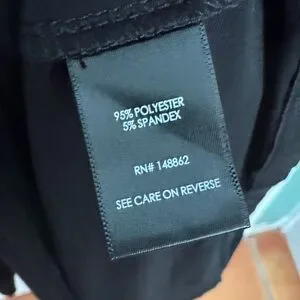 95% POLYESTER
5% SPANDEX
RN# 148862
SEE CARE ON REVERSE